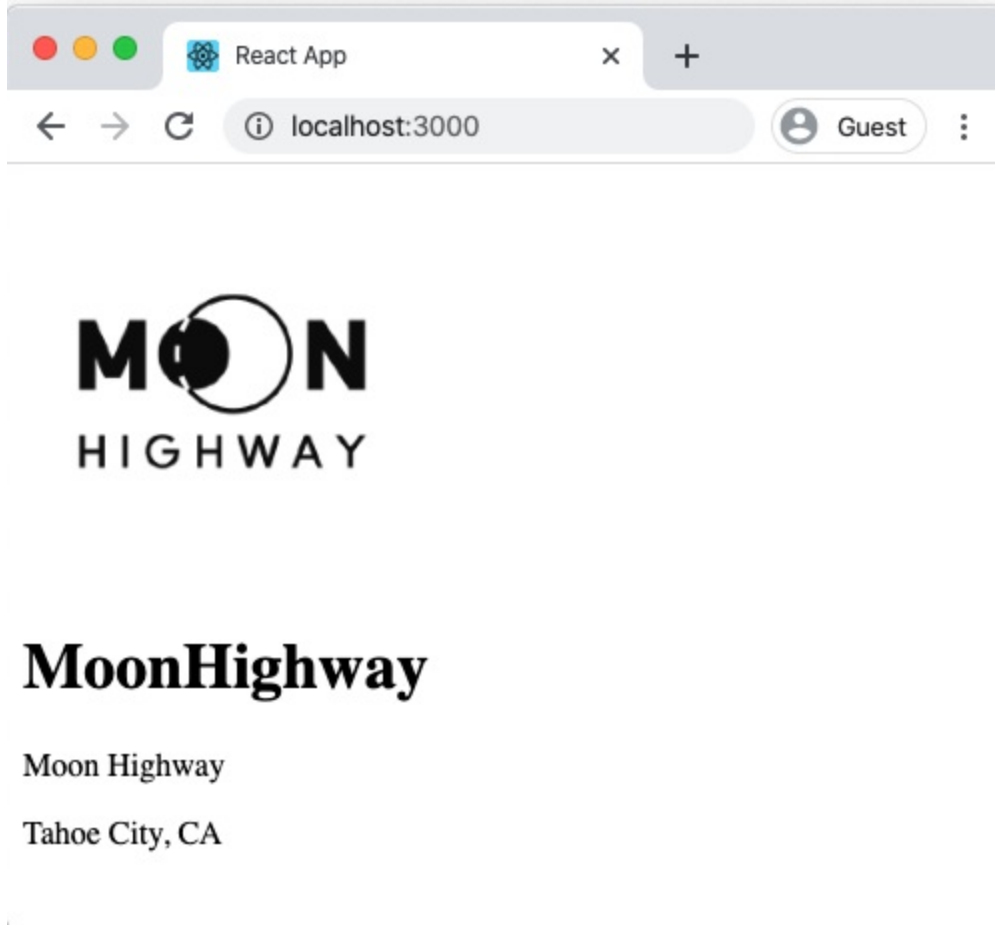 React App
localhost:3000
Guest
MOON
HIGHWAY
MoonHighway
Moon Highway
Tahoe City, CA